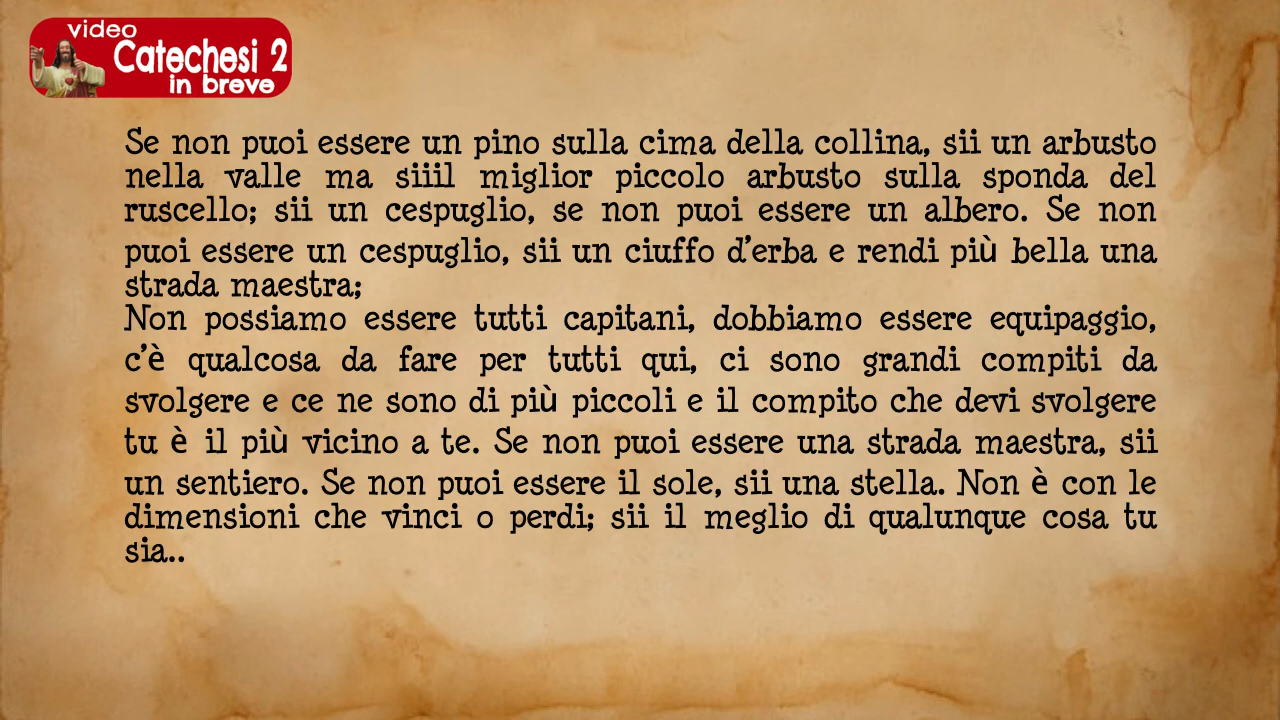 video
Catechesi 2
in breve
Se non puoi essere un pino sulla cima della collina, sii un arbusto
nella valle ma siiil miglior piccolo arbusto sulla sponda del
ruscello; sii un cespuglio, se non puoi essere un albero. Se non
puoi essere un cespuglio, sii un ciuffo d'erba e rendi più bella una
strada maestra;
Non possiamo essere tutti capitani, dobbiamo essere equipaggio,
c'è qualcosa da fare per tutti qui, ci sono grandi compiti da
svolgere e ce ne sono di più piccoli e il compito che devi svolgere
tu è il più vicino a te. Se non puoi essere una strada maestra, sii
un sentiero. Se non puoi essere il sole, sii una stella. Non è con le
dimensioni che vinci o perdi; sii il meglio di qualunque cosa tu
sia..